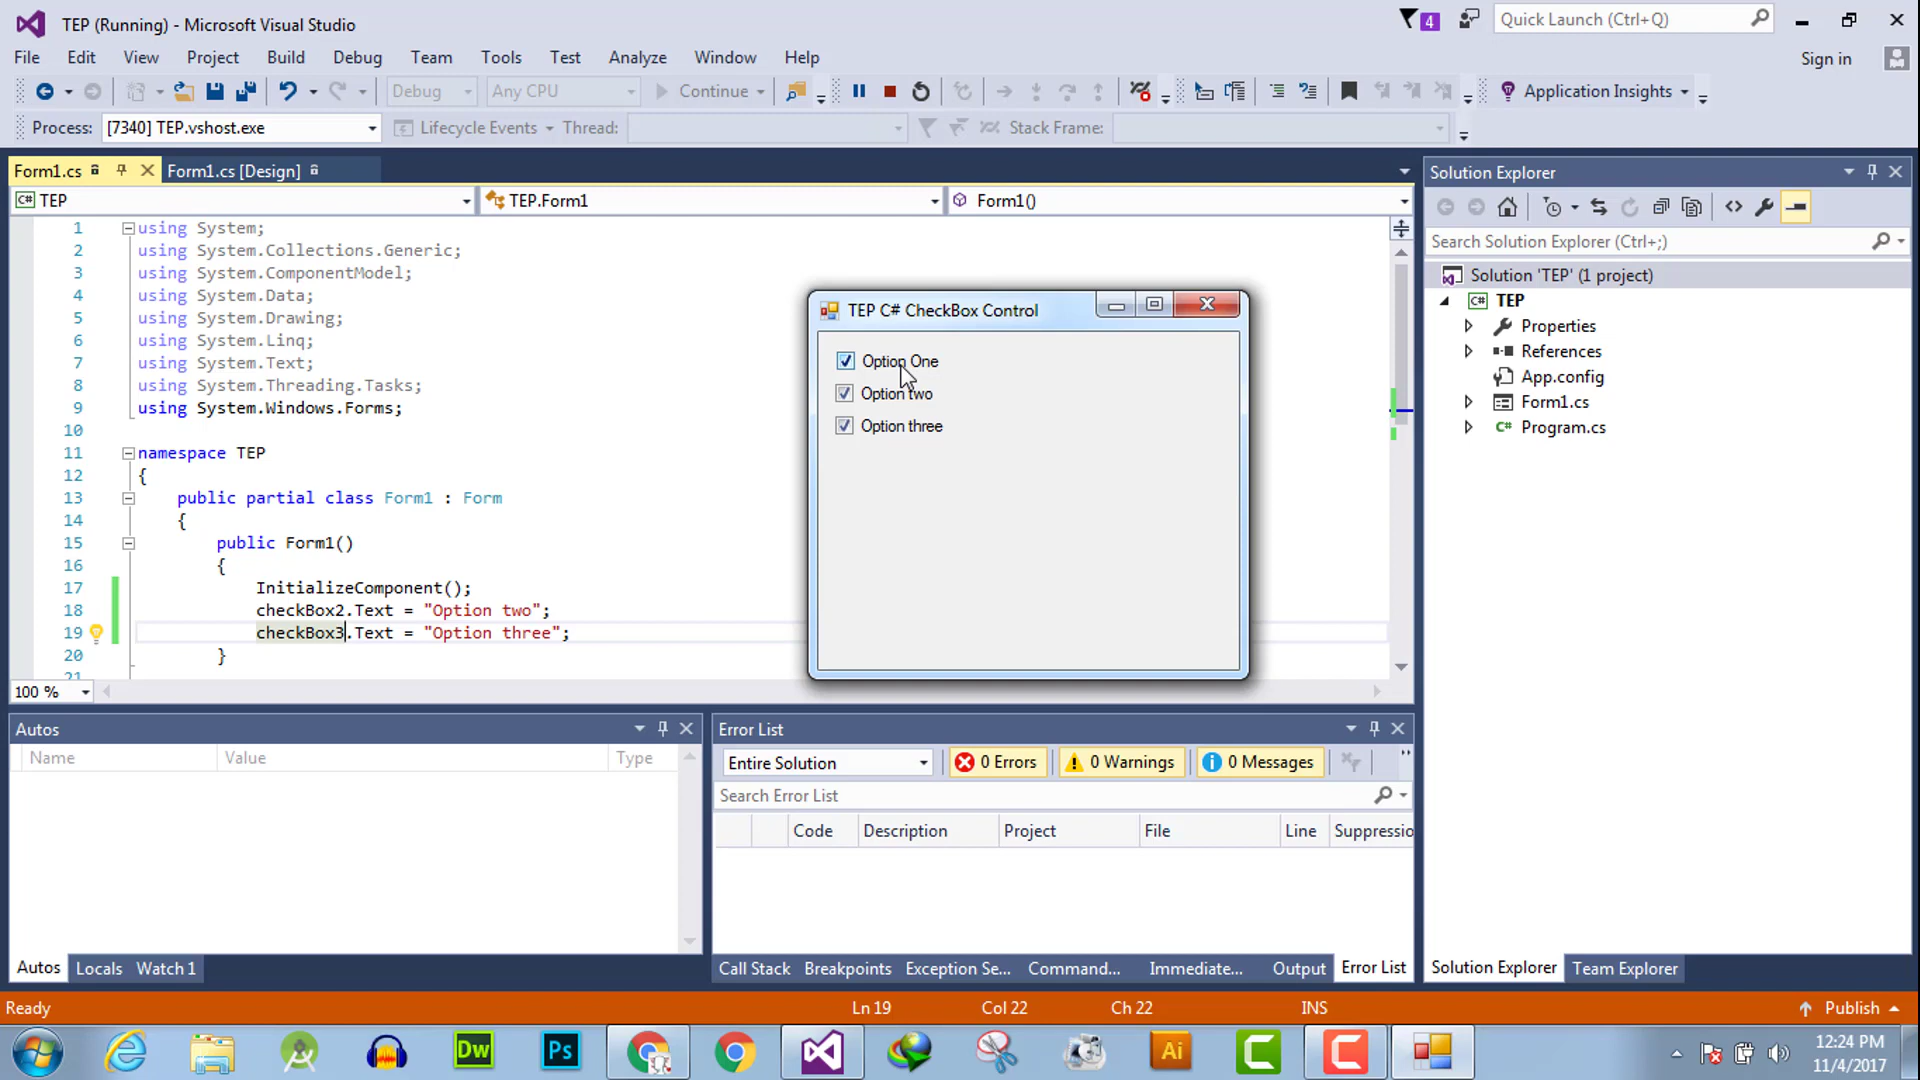 TEP (Running) - Microsoft Visual Studio
4
Quick Launch (Ctrl+Q)
File Edit View Project Build Debug Team Tools Test Analyze Window Help
Sign in
Debug Any CPU Continue Application Insights
Process: [7340] TEP.vshost.exe Lifecycle Events Thread: Stack Frame:
Form1.cs Form1.cs [Design]
C# TEP TEP.Form1 Form1()
1 using System;
2 using System.Collections.Generic;
3 using System.ComponentModel;
4 using System.Data;
5 using System.Drawing;
6 using System.Linq;
7 using System.Text;
8 using System.Threading.Tasks;
9 using System.Windows.Forms;
10
11 namespace TEP
12 {
13 public partial class Form1 : Form
14 {
15 public Form1()
16 {
17 InitializeComponent();
18 checkBox2.Text = "Option two";
19 checkBox3.Text = "Option three";
20 }
21
100 %
TEP C# CheckBox Control
Option One
Option two
Option three
Solution Explorer
Search Solution Explorer (Ctrl+;)
Solution 'TEP' (1 project)
C# TEP
Properties
References
App.config
Form1.cs
C# Program.cs
Autos
Name Value Type
Autos Locals Watch 1
Error List
Entire Solution 0 Errors 0 Warnings 0 Messages
Search Error List
Code Description Project File Line Suppressio
Call Stack Breakpoints Exception Se... Command... Immediate... Output Error List
Solution Explorer Team Explorer
Ready Ln 19 Col 22 Ch 22 INS Publish
Dw Ps Ai
12:24 PM
11/4/2017